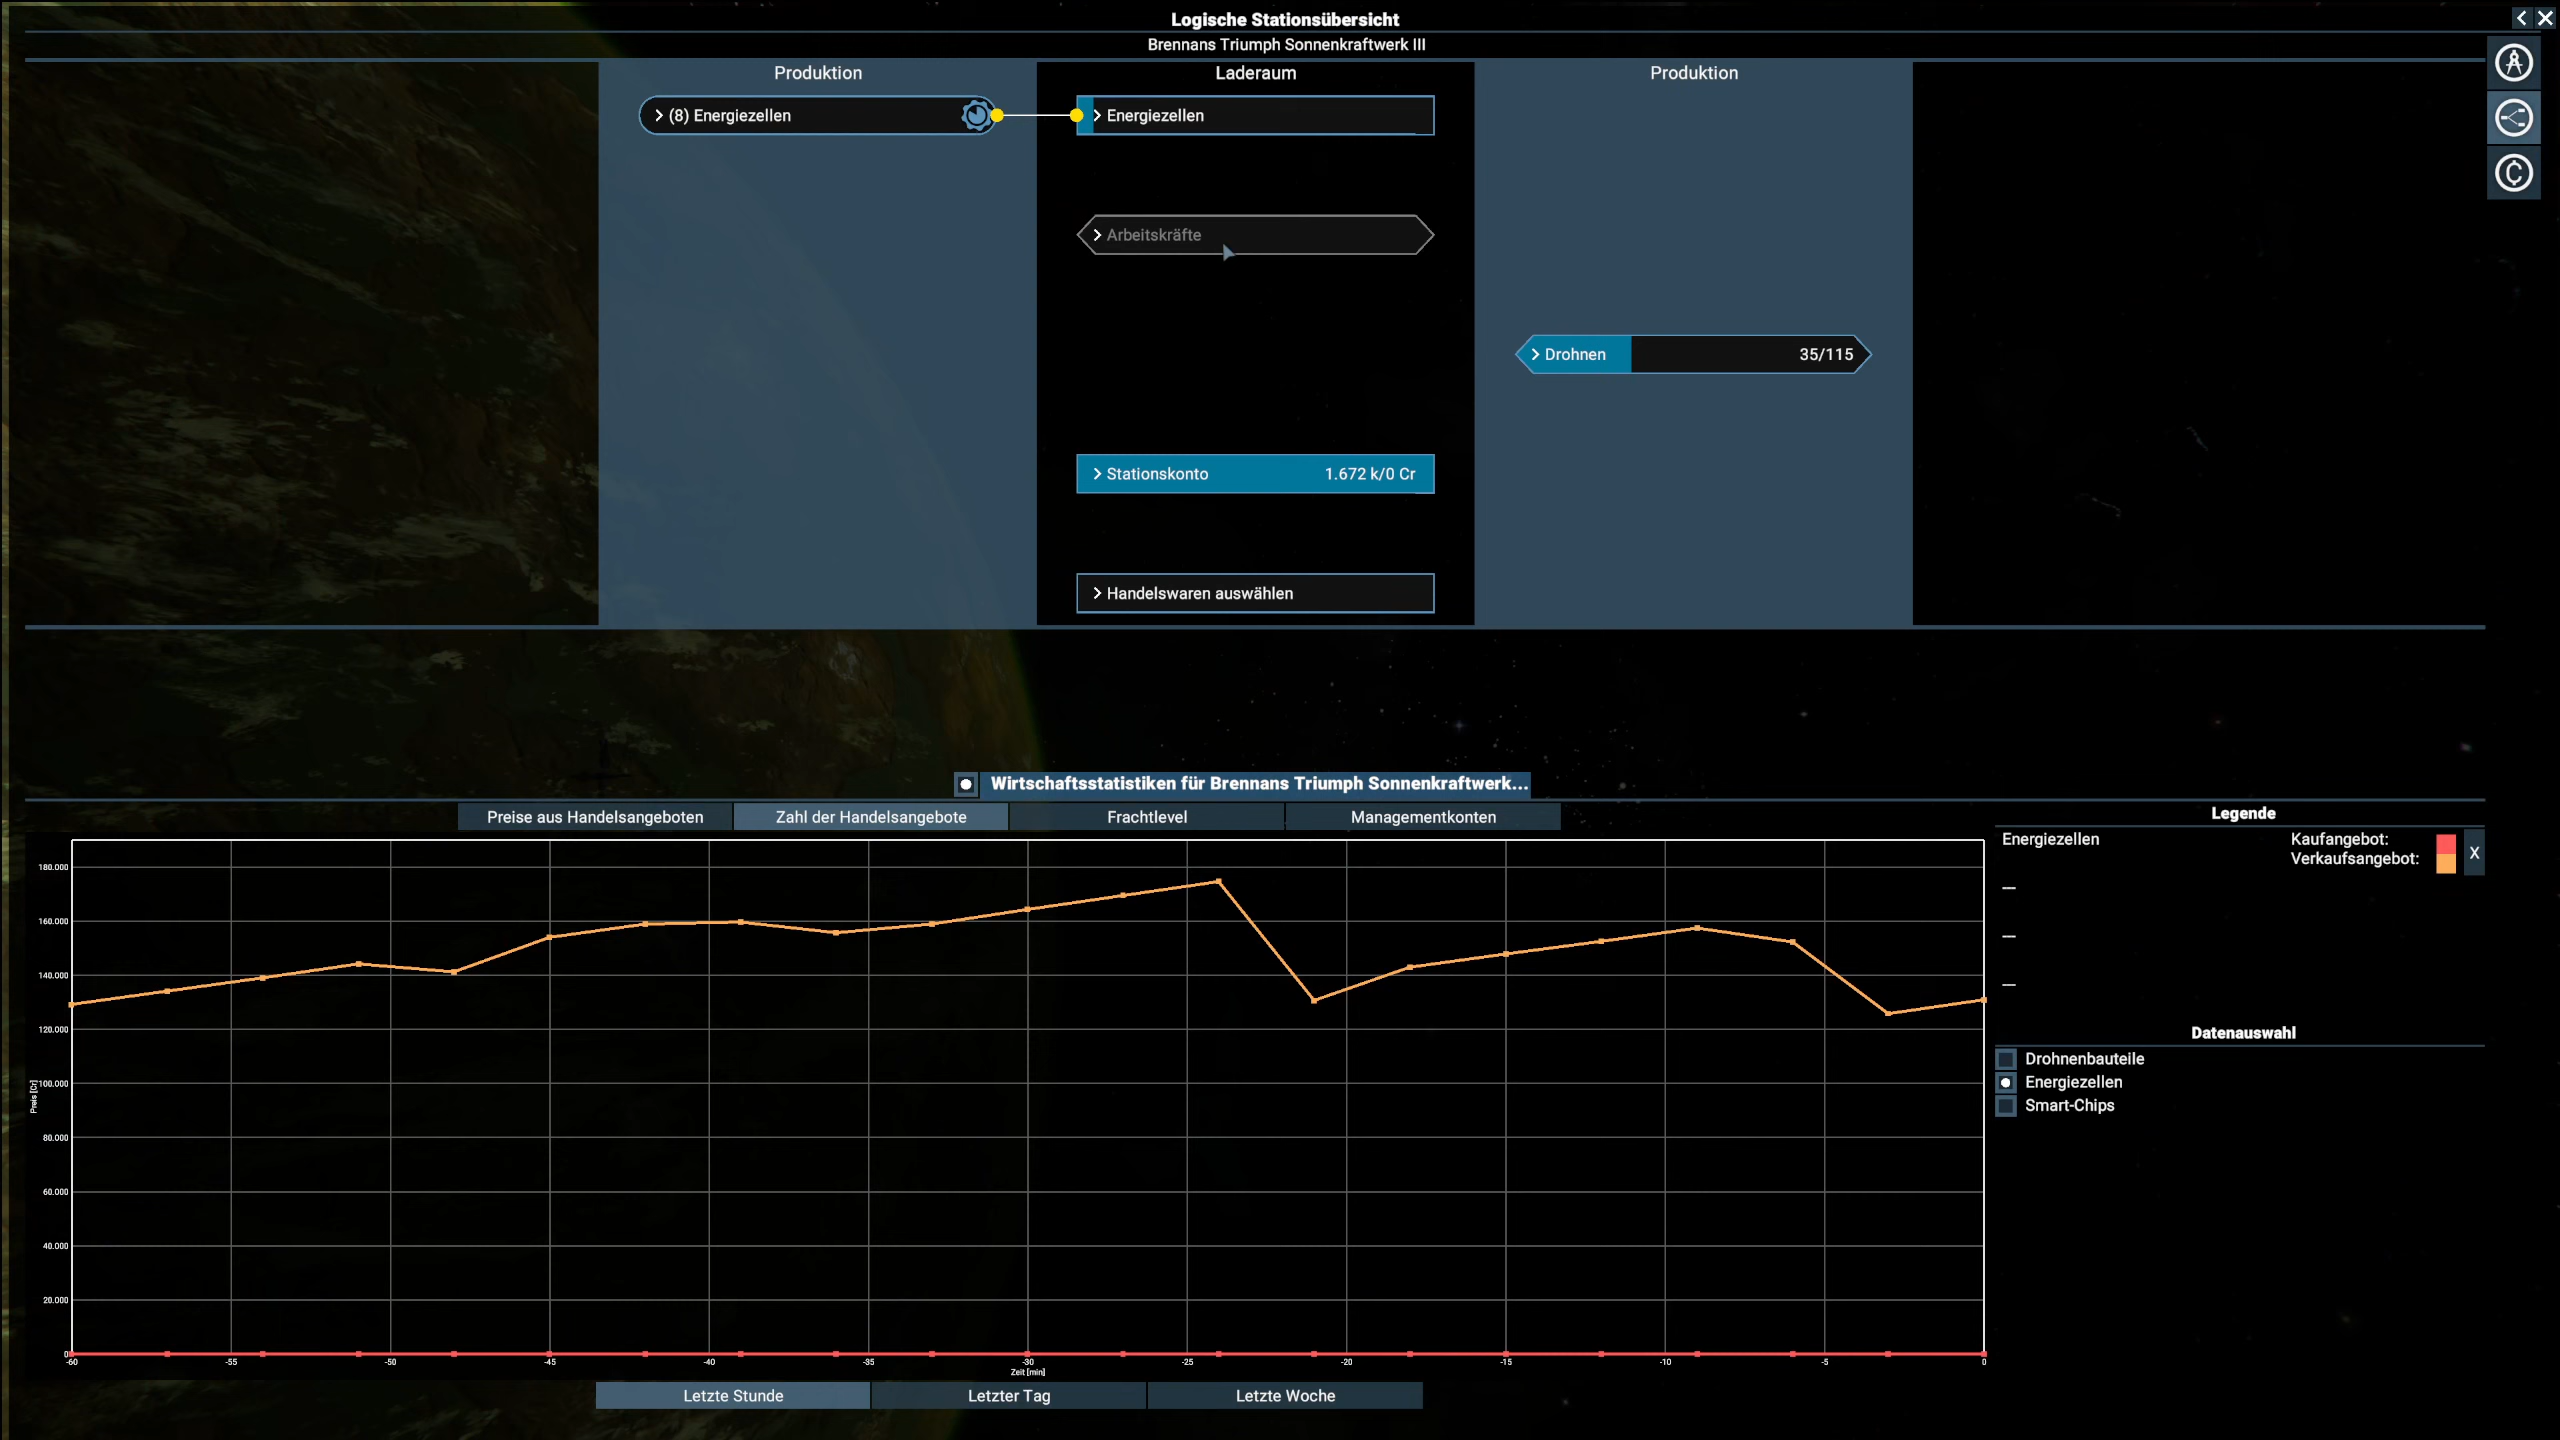 Logische Stationsübersicht
Brennans Triumph Sonnenkraftwerk III
Produktion
Laderaum
Produktion
(8) Energiezellen
Energiezellen
Arbeitskräfte
Drohnen 35/115
Stationskonto 1.672 k/0 Cr
Handelswaren auswählen
Wirtschaftsstatistiken für Brennans Triumph Sonnenkraftwerk...
Preise aus Handelsangeboten
Zahl der Handelsangebote
Frachtlevel
Managementkonten
Legende
Energiezellen
Kaufangebot:
Verkaufsangebot:
X
---
---
---
Datenauswahl
Drohnenbauteile
Energiezellen
Smart-Chips
180.000
160.000
140.000
120.000
100.000
80.000
60.000
40.000
20.000
0
Preis [Cr]
-60 -55 -50 -45 -40 -35 -30 -25 -20 -15 -10 -5 0
Zeit [min]
Letzte Stunde
Letzter Tag
Letzte Woche